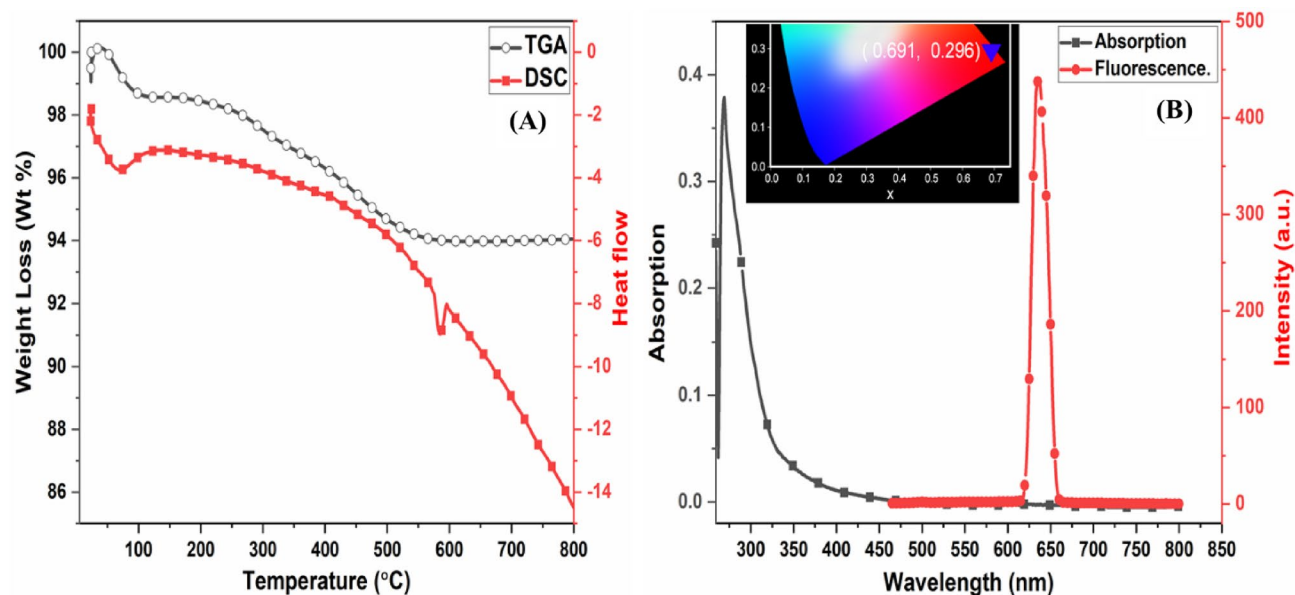 100
98
96
94
92
90
88
86
Weight Loss (Wt %)
TGA
DSC
(A)
0
-2
-4
-6
-8
-10
-12
-14
Heat flow
100 200 300 400 500 600 700 800
Temperature (°C)
0.4
0.3
0.2
0.1
0.0
Absorption
0.3
0.2
0.1
0.0
0.0 0.1 0.2 0.3 0.4 0.5 0.6 0.7
x
( 0.691, 0.296)
Absorption
Fluorescence.
(B)
500
400
300
200
100
0
Intensity (a.u.)
300 350 400 450 500 550 600 650 700 750 800 850
Wavelength (nm)